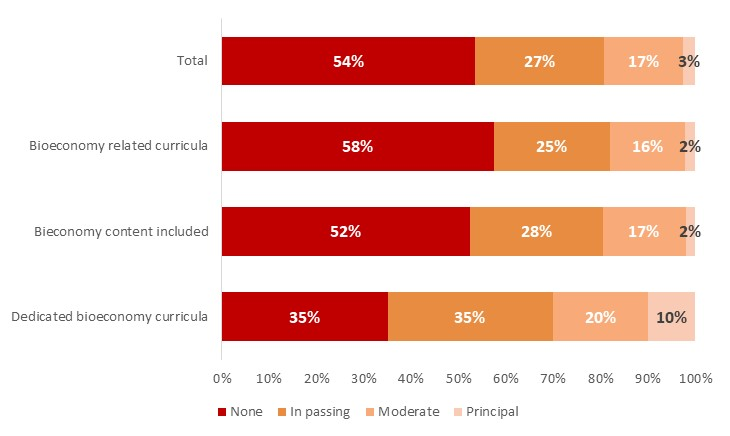 Total 54% 27% 17% 3%
Bioeconomy related curricula 58% 25% 16% 2%
Bieconomy content included 52% 28% 17% 2%
Dedicated bioeconomy curricula 35% 35% 20% 10%
0% 10% 20% 30% 40% 50% 60% 70% 80% 90% 100%
None In passing Moderate Principal